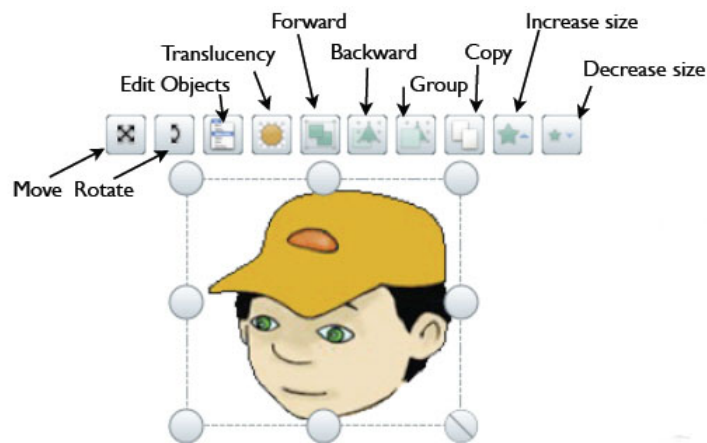 Forward
Increase size
Translucency
Backward
Copy
Edit Objects
Group
Decrease size
Move
Rotate